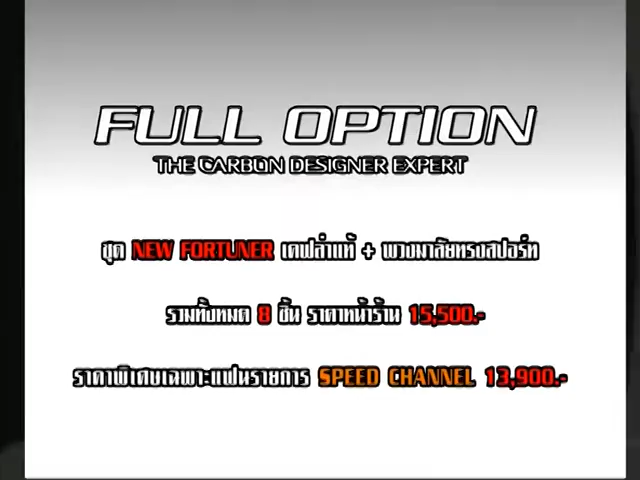 FULL OPTION
THE CARBON DESIGNER EXPERT
ชุด NEW FORTUNER เคฟล่าแท้ + พวงมาลัยทรงสปอร์ท
รวมทั้งหมด 8 ชิ้น ราคาหน้าร้าน 15,500.-
ราคาพิเศษเฉพาะแฟนรายการ SPEED CHANNEL 13,900.-